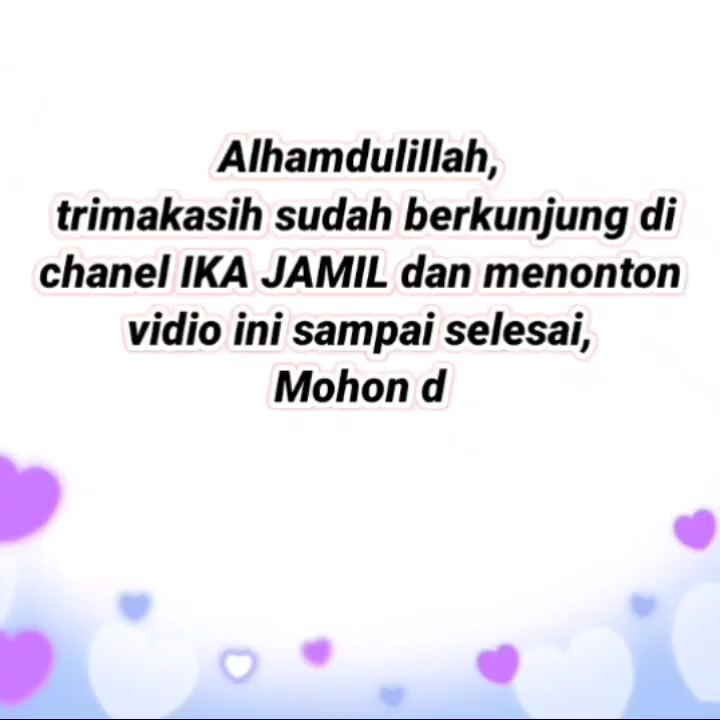 Alhamdulillah,
trimakasih sudah berkunjung di
chanel IKA JAMIL dan menonton
vidio ini sampai selesai,
Mohon d